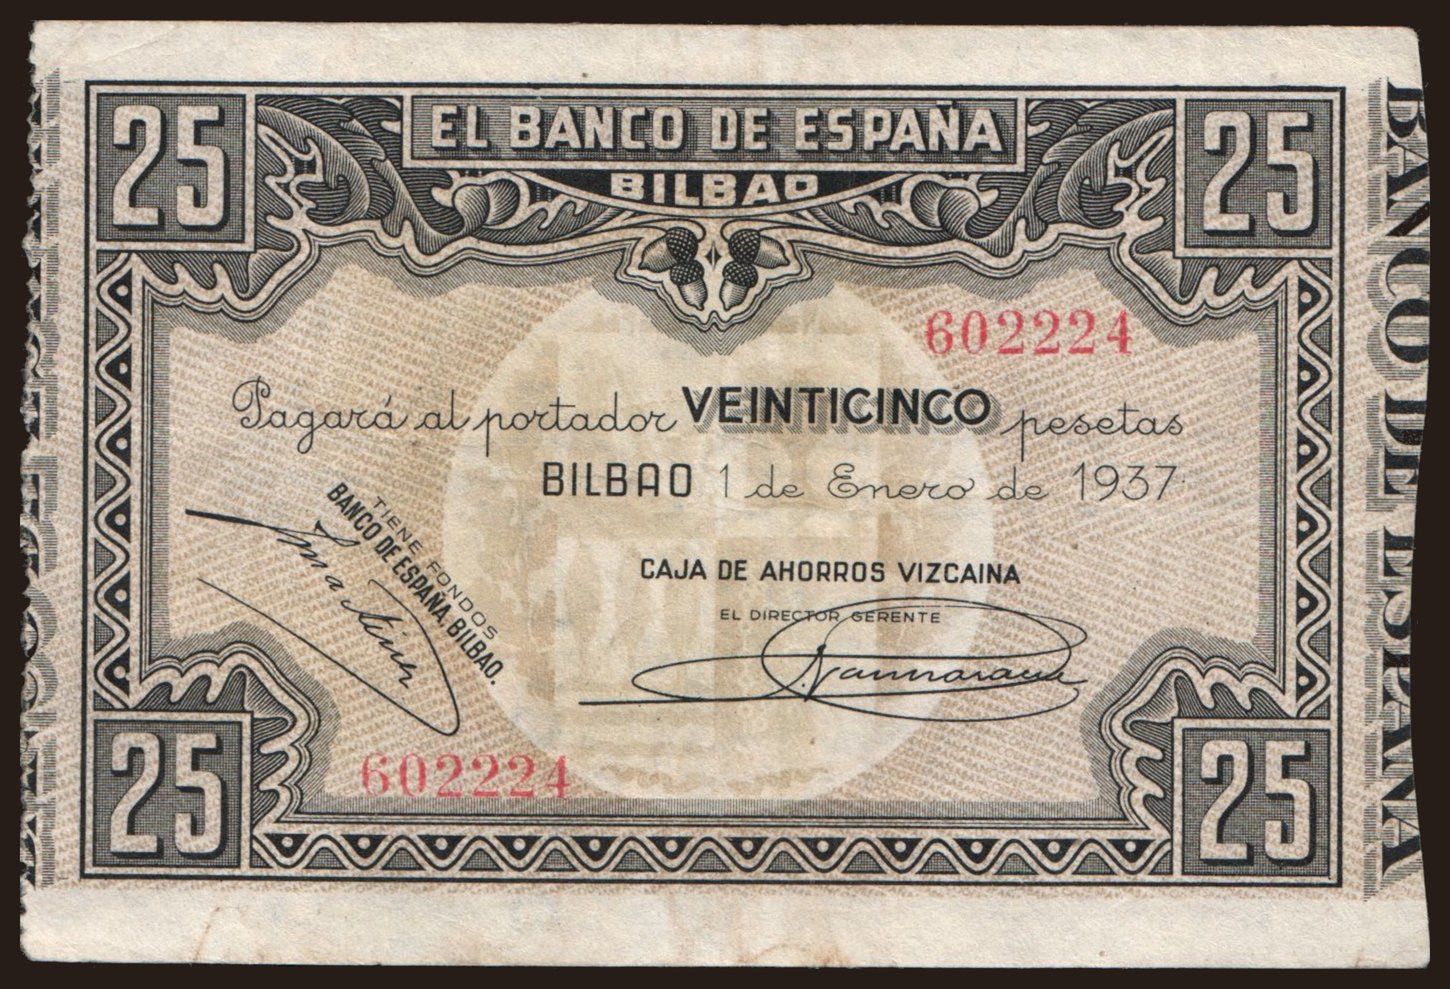 25
EL BANCO DE ESPAÑA
25
BILBAO
602224
Pagará al portador VEINTICINCO pesetas
BILBAO 1 de Enero de 1937
TIENE FONDOS
BANCO DE ESPAÑA, BILBAO.
CAJA DE AHORROS VIZCAINA
EL DIRECTOR GERENTE
602224
25
25
BANCO DE ESPAÑA